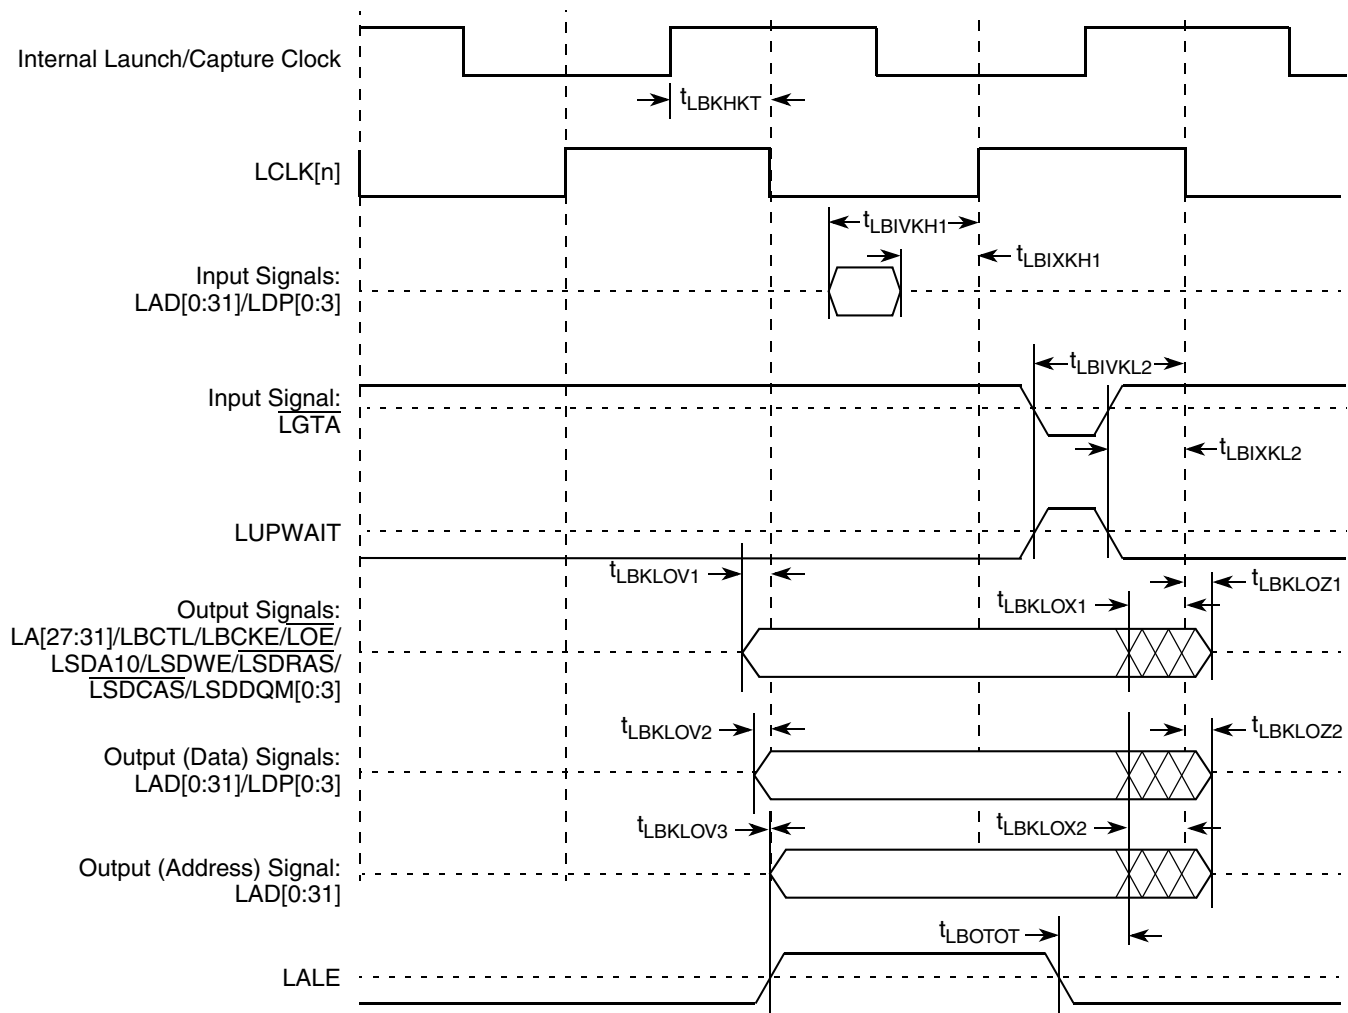 Internal Launch/Capture Clock
tLBKHKT
LCLK[n]
tLBIVKH1
tLBIXKH1
Input Signals:
LAD[0:31]/LDP[0:3]
tLBIVKL2
Input Signal:
LGTA
tLBIXKL2
LUPWAIT
tLBKLOV1
tLBKLOZ1
tLBKLOX1
Output Signals:
LA[27:31]/LBCTL/LBCKE/LOE/
LSDA10/LSDWE/LSDRAS/
LSDCAS/LSDDQM[0:3]
tLBKLOV2
tLBKLOZ2
Output (Data) Signals:
LAD[0:31]/LDP[0:3]
tLBKLOV3
tLBKLOX2
Output (Address) Signal:
LAD[0:31]
tLBOTOT
LALE